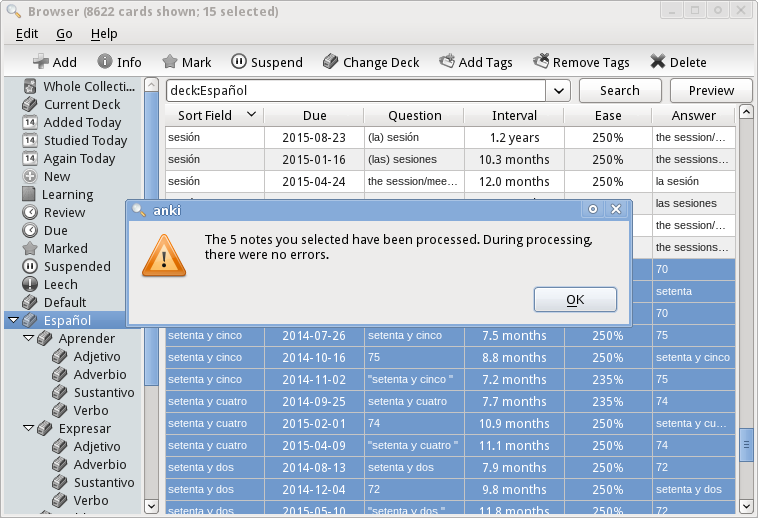 Browser (8622 cards shown; 15 selected)
Edit Go Help
Add Info Mark Suspend Change Deck Add Tags Remove Tags Delete
Whole Collecti...
Current Deck
Added Today
Studied Today
Again Today
New
Learning
Review
Due
Marked
Suspended
Leech
Default
Español
Aprender
Adjetivo
Adverbio
Sustantivo
Verbo
Expresar
Adjetivo
Adverbio
Sustantivo
Verbo
deck:Español Search Preview
Sort Field Due Question Interval Ease Answer
sesión 2015-08-23 (la) sesión 1.2 years 250% the session/...
sesión 2015-01-16 (las) sesiones 10.3 months 250% the sessions...
sesión 2015-04-24 the session/mee... 12.0 months 250% la sesión
las sesiones
the session/...
the sessions...
70
setenta
70
anki
The 5 notes you selected have been processed. During processing,
there were no errors.
OK
setenta y cinco 2014-07-26 setenta y cinco 7.5 months 250% 75
setenta y cinco 2014-10-16 75 8.8 months 250% setenta y cinco
setenta y cinco 2014-11-02 "setenta y cinco " 7.2 months 235% 75
setenta y cuatro 2014-09-25 setenta y cuatro 7.7 months 235% 74
setenta y cuatro 2015-02-01 74 10.9 months 250% setenta y cu...
setenta y cuatro 2015-04-09 "setenta y cuatro " 11.1 months 250% 74
setenta y dos 2014-08-13 setenta y dos 7.9 months 250% 72
setenta y dos 2014-12-04 72 9.8 months 250% setenta y dos
setenta y dos 2015-05-10 "setenta y dos " 11.8 months 250% 72